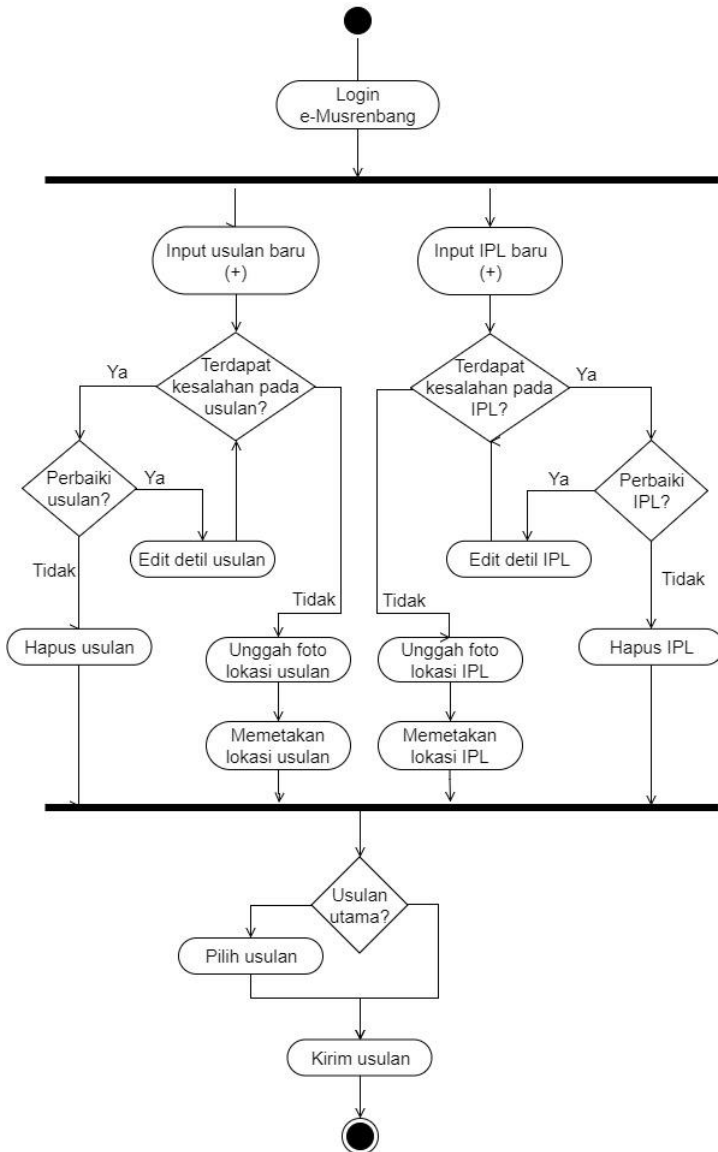 Login
e-Musrenbang
Input usulan baru
(+)
Input IPL baru
(+)
Terdapat
kesalahan pada
usulan?
Ya
Terdapat
kesalahan pada
IPL?
Ya
Perbaiki
usulan?
Ya
Perbaiki
IPL?
Ya
Edit detil usulan
Edit detil IPL
Tidak
Tidak
Tidak
Tidak
Hapus usulan
Unggah foto
lokasi usulan
Unggah foto
lokasi IPL
Hapus IPL
Memetakan
lokasi usulan
Memetakan
lokasi IPL
Usulan
utama?
Pilih usulan
Kirim usulan